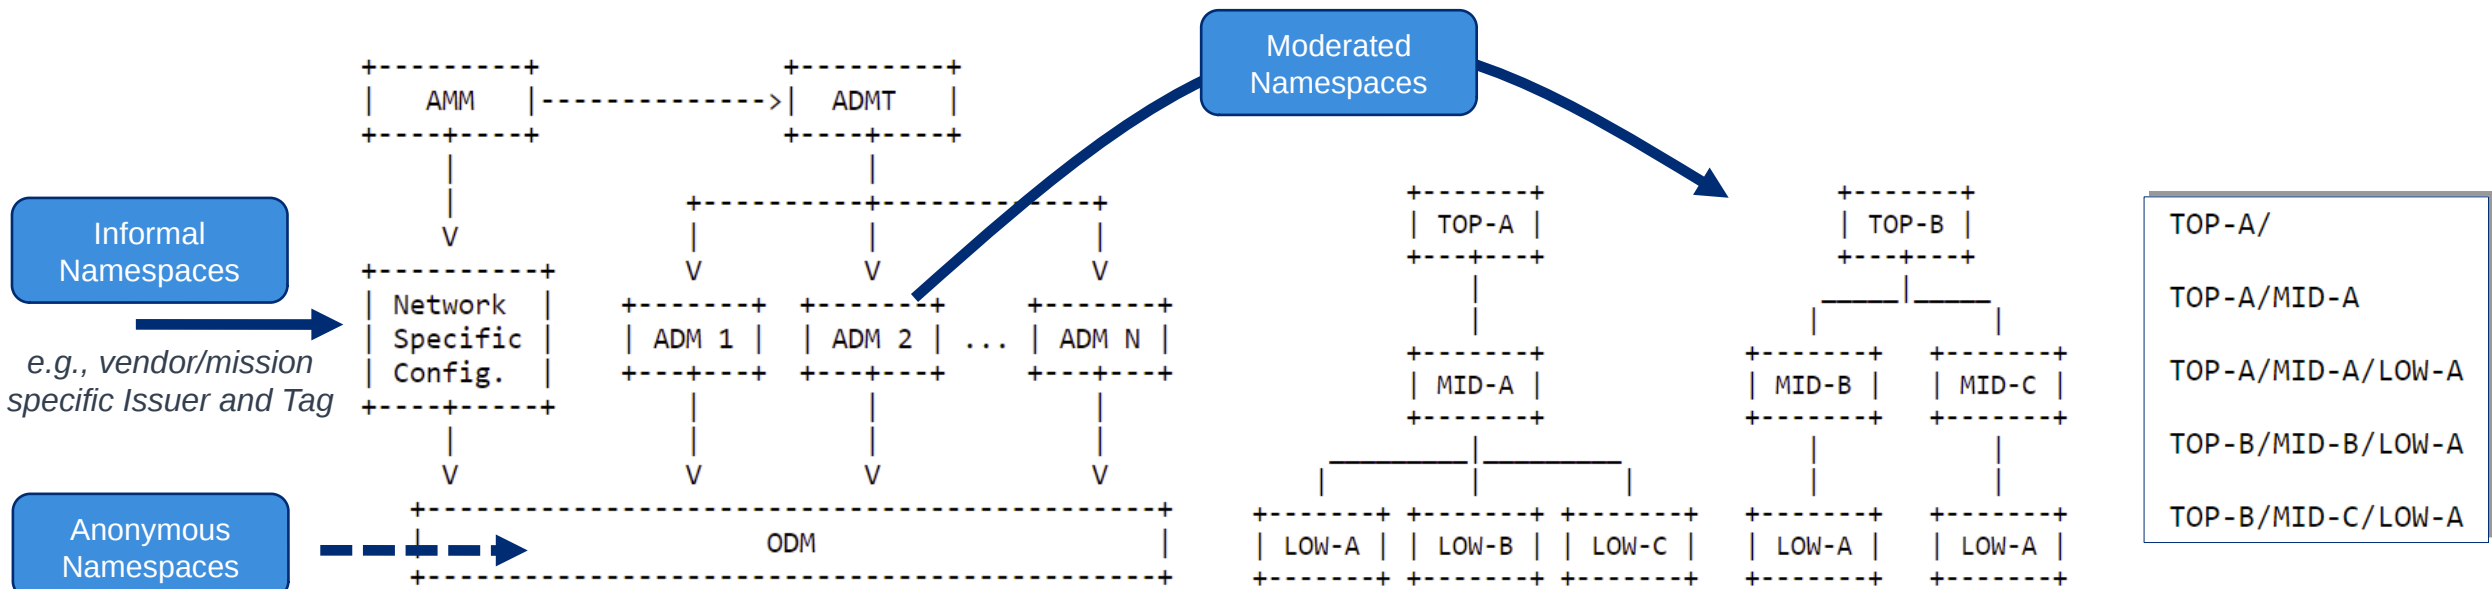 Moderated
Namespaces
AMM
ADMT
Informal
Namespaces
e.g., vendor/mission
specific Issuer and Tag
Network
Specific
Config.
ADM 1
ADM 2
...
ADM N
Anonymous
Namespaces
ODM
TOP-A
TOP-B
MID-A
MID-B
MID-C
LOW-A
LOW-B
LOW-C
LOW-A
LOW-A
TOP-A/
TOP-A/MID-A
TOP-A/MID-A/LOW-A
TOP-B/MID-B/LOW-A
TOP-B/MID-C/LOW-A